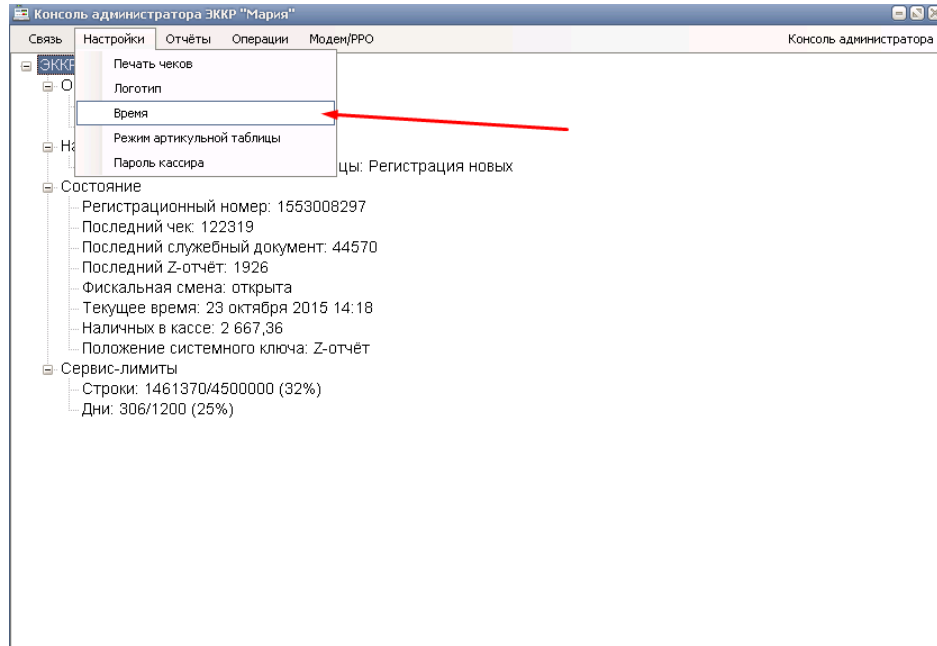 Консоль администратора ЭККР "Мария"
Связь Настройки Отчёты Операции Модем/РРО Консоль администратора
Печать чеков
Логотип
Время
Режим артикульной таблицы
Пароль кассира
Регистрация новых
Состояние
Регистрационный номер: 1553008297
Последний чек: 122319
Последний служебный документ: 44570
Последний Z-отчёт: 1926
Фискальная смена: открыта
Текущее время: 23 октября 2015 14:18
Наличных в кассе: 2 667,36
Положение системного ключа: Z-отчёт
Сервис-лимиты
Строки: 1461370/4500000 (32%)
Дни: 306/1200 (25%)